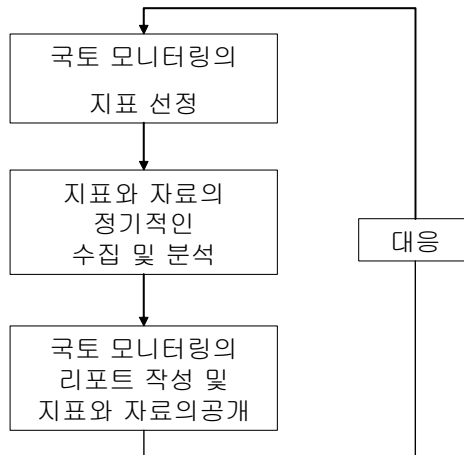 국토 모니터링의
지표 선정
지표와 자료의
정기적인
수집 및 분석
대응
국토 모니터링의
리포트 작성 및
지표와 자료의공개